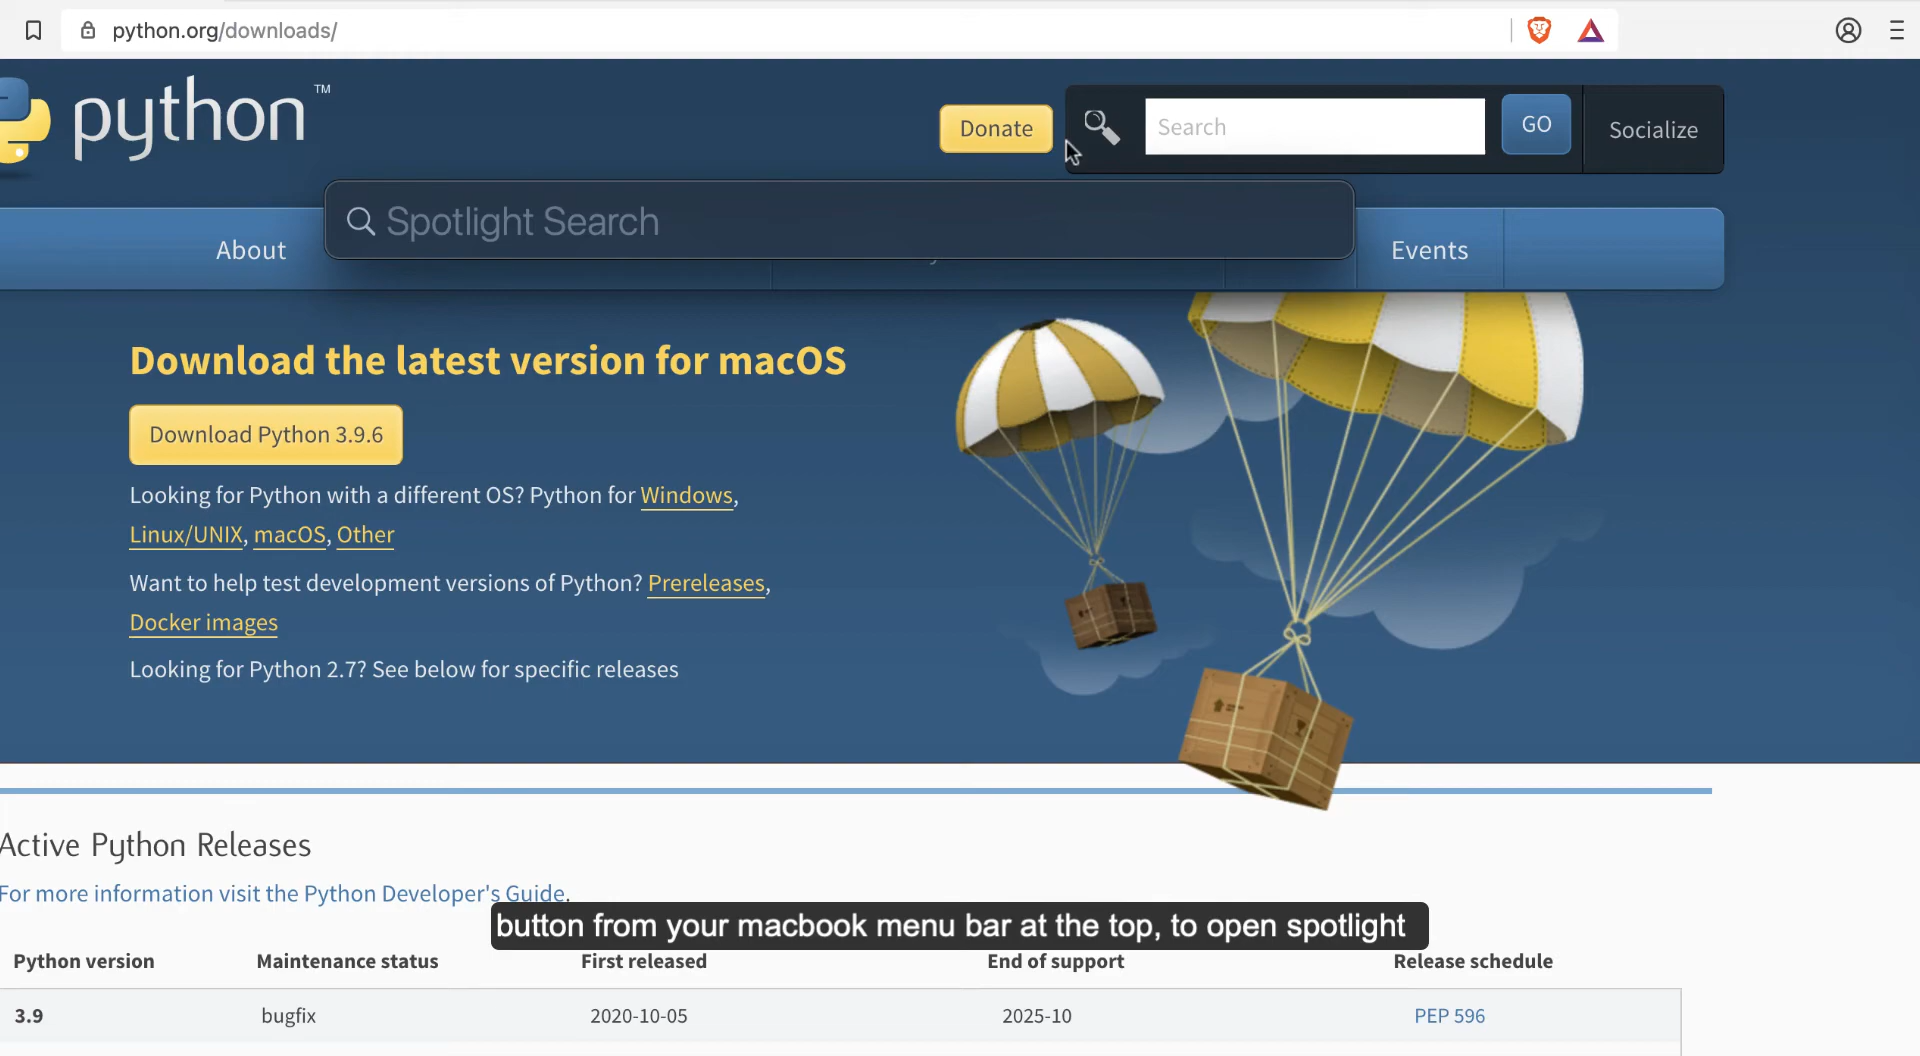 python.org/downloads/
python™
Donate
Search
GO
Socialize
Spotlight Search
About
Events
Download the latest version for macOS
Download Python 3.9.6
Looking for Python with a different OS? Python for Windows,
Linux/UNIX, macOS, Other
Want to help test development versions of Python? Prereleases,
Docker images
Looking for Python 2.7? See below for specific releases
Active Python Releases
For more information visit the Python Developer's Guide.
button from your macbook menu bar at the top, to open spotlight
Python version Maintenance status First released End of support Release schedule
3.9 bugfix 2020-10-05 2025-10 PEP 596